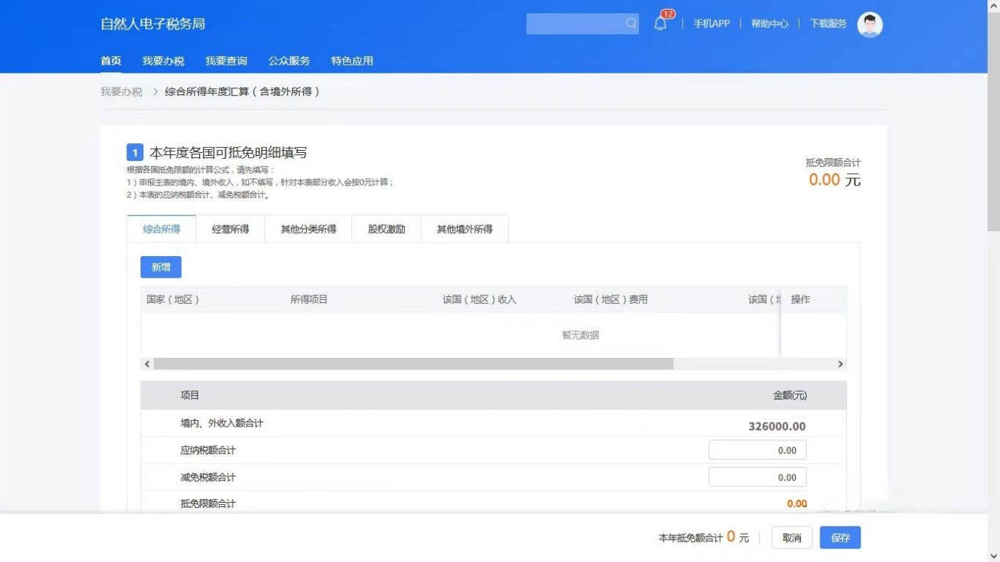 自然人电子税务局
12
手机APP
帮助中心
下载服务
首页 我要办税 我要查询 公众服务 特色应用
我要办税 > 综合所得年度汇算（含境外所得）
1 本年度各国可抵免明细填写
根据各国抵免限额的计算公式，请先填写：
1）申报主表的境内、境外收入，如不填写，针对本表部分收入会按0元计算；
2）本表的应纳税额合计、减免税额合计。
抵免限额合计
0.00 元
综合所得 经营所得 其他分类所得 股权激励 其他境外所得
新增
国家（地区） 所得项目 该国（地区）收入 该国（地区）费用 该国（ 操作
暂无数据
项目 金额(元)
境内、外收入额合计 326000.00
应纳税额合计 0.00
减免税额合计 0.00
抵免限额合计 0.00
本年抵免额合计 0 元 取消 保存